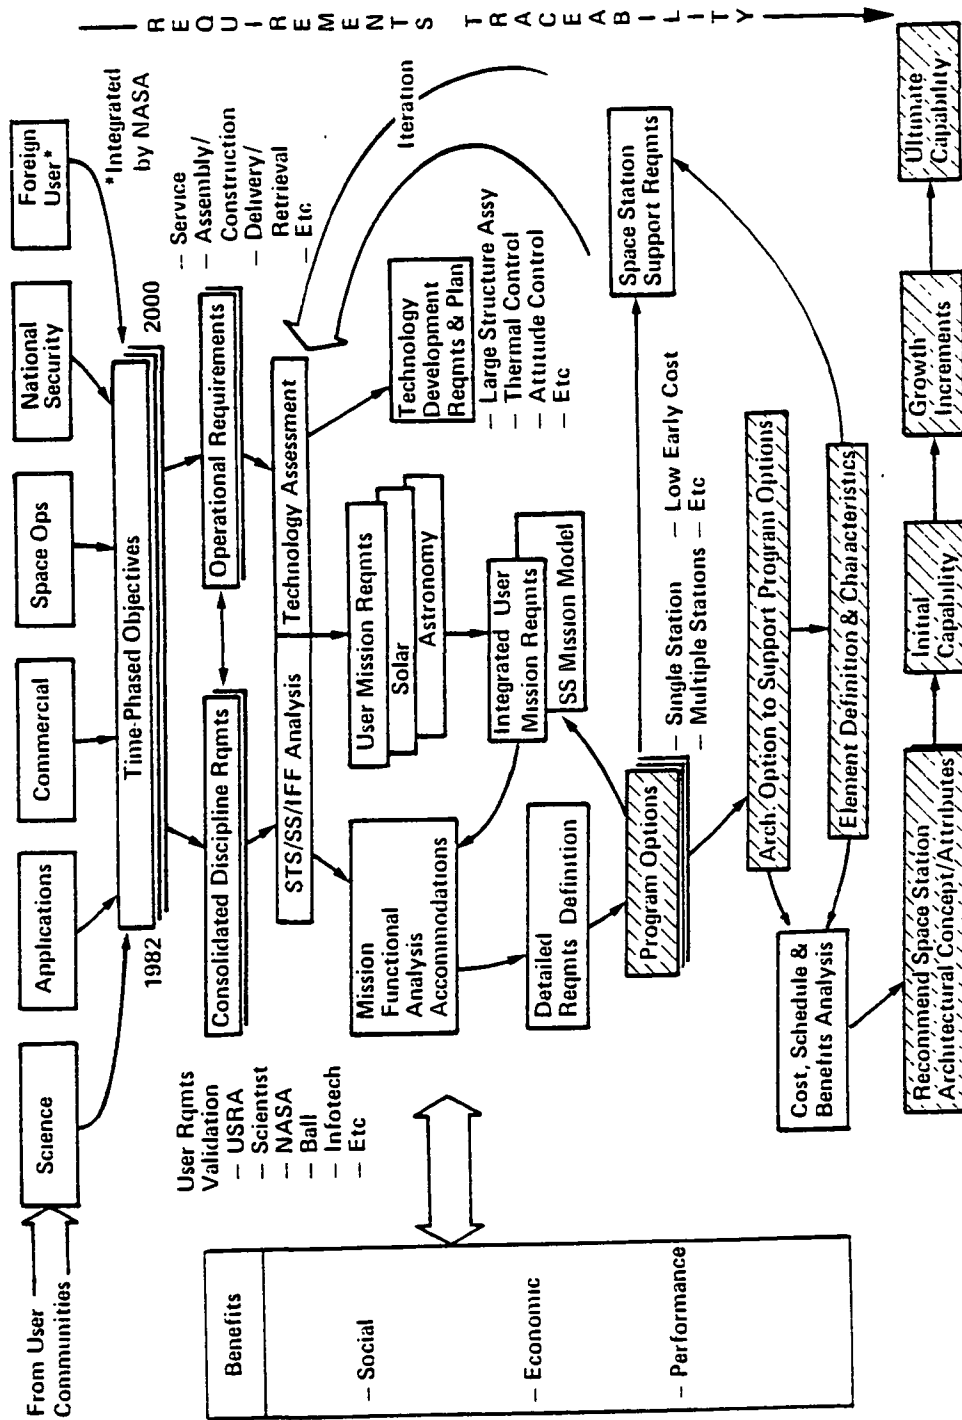 From User
Communities
Science
Applications
Commercial
Space Ops
National
Security
Foreign
User*
*Integrated
by NASA
1982
Time-Phased Objectives
2000
User Rqmts
Validation
– USRA
– Scientist
– NASA
– Ball
– Infotech
– Etc
Consolidated Discipline Rqmts
Operational Requirements
– Service
– Assembly/
Construction
– Delivery/
Retrieval
– Etc
STS/SS/IFF Analysis
Technology Assessment
Iteration
Mission
Functional
Analysis
Accommodations
User Mission Reqmts
Solar
Astronomy
Technology
Development
Reqmts & Plan
– Large Structure Assy
– Thermal Control
– Attitude Control
– Etc
Integrated User
Mission Reqmts
SS Mission Model
Detailed
Reqmts Definition
Program Options
– Single Station
– Multiple Stations
– Low Early Cost
– Etc
Space Station
Support Reqmts
Arch. Option to Support Program Options
Element Definition & Characteristics
Cost, Schedule &
Benefits Analysis
Recommend Space Station
Architectural Concept/Attributes
Initial
Capability
Growth
Increments
Ultimate
Capability
Benefits
– Social
– Economic
– Performance
REQUIREMENTS TRACEABILITY